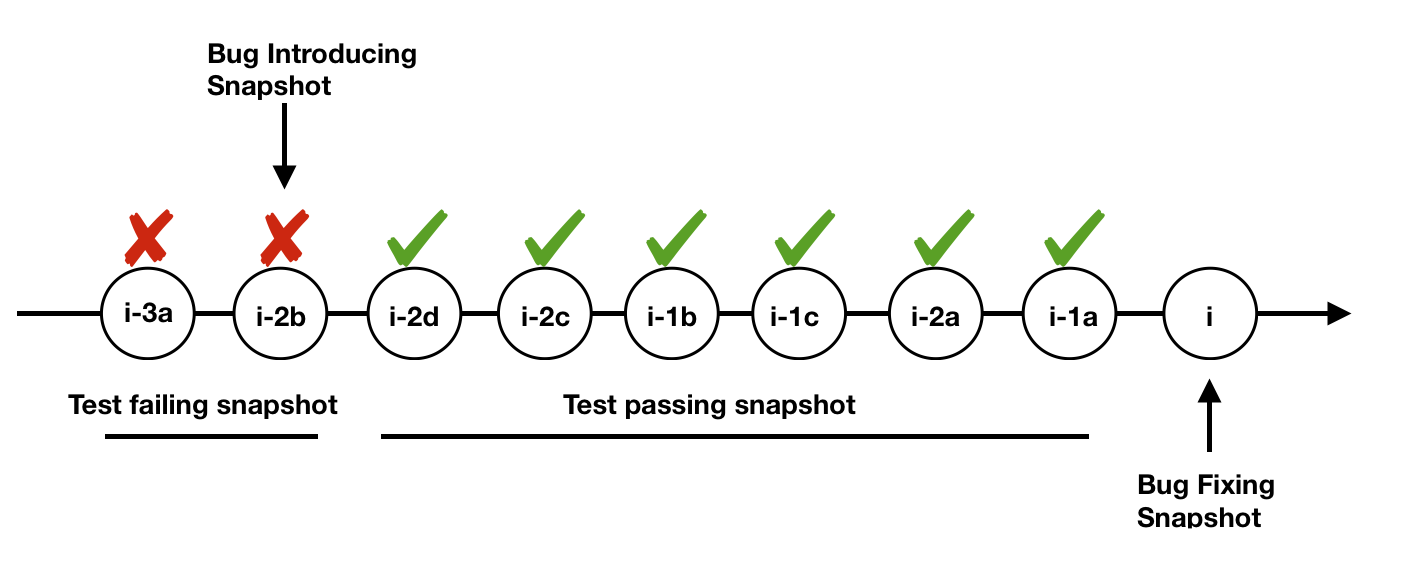 Bug Introducing
Snapshot
i-3a
i-2b
i-2d
i-2c
i-1b
i-1c
i-2a
i-1a
i
Test failing snapshot
Test passing snapshot
Bug Fixing
Snapshot